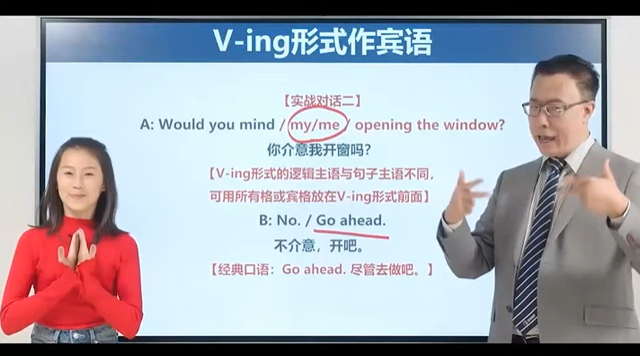 V-ing形式作宾语
【实战对话二】
A: Would you mind / my/me / opening the window?
你介意我开窗吗？
【V-ing形式的逻辑主语与句子主语不同，
可用所有格或宾格放在V-ing形式前面】
B: No. / Go ahead.
不介意，开吧。
【经典口语：Go ahead. 尽管去做吧。】